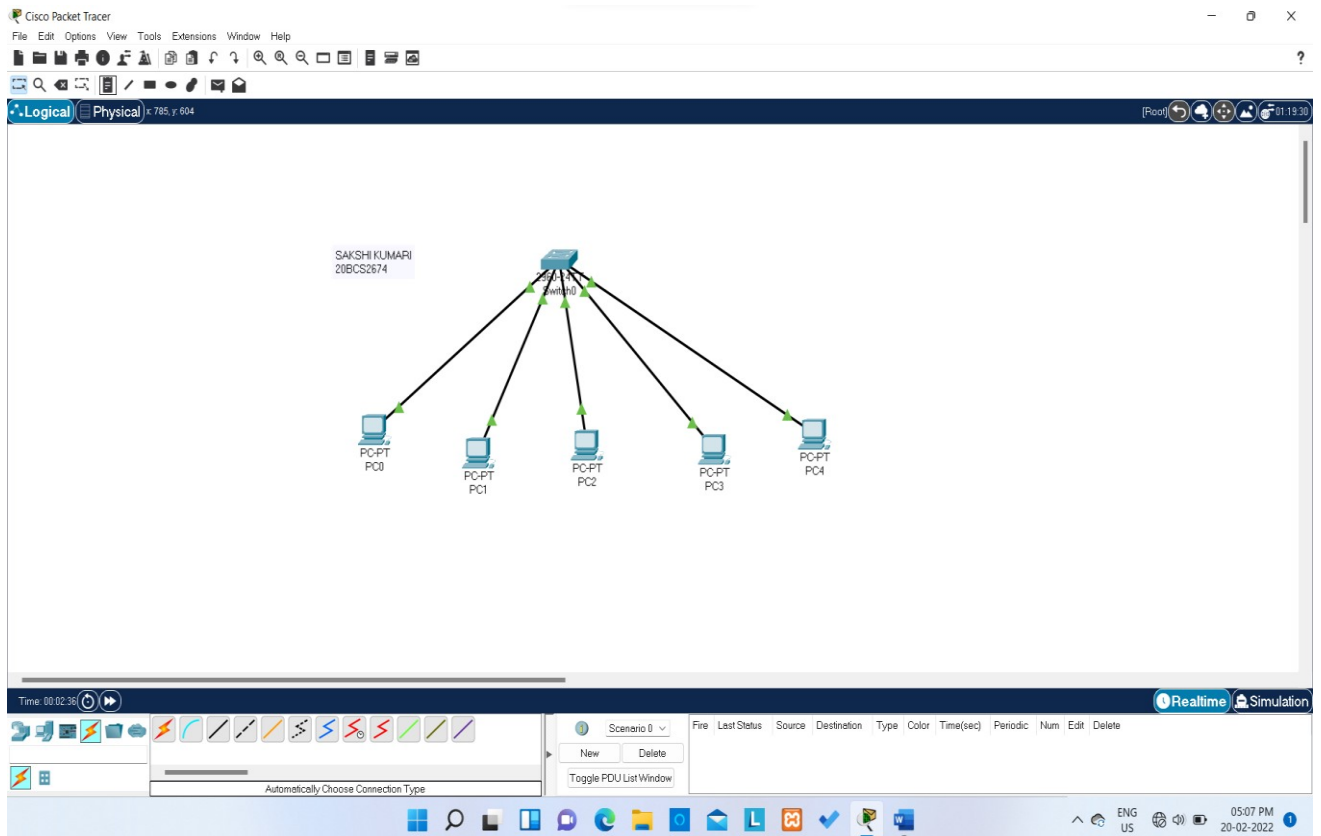 Cisco Packet Tracer
File Edit Options View Tools Extensions Window Help
?
Logical Physical x: 785, y: 604 [Root] 01:19:30
SAKSHI KUMARI
20BCS2674
Switch0
PC-PT
PC0
PC-PT
PC1
PC-PT
PC2
PC-PT
PC3
PC-PT
PC4
Time: 00:02:36 Realtime Simulation
Scenario 0 Fire Last Status Source Destination Type Color Time(sec) Periodic Num Edit Delete
New Delete
Toggle PDU List Window
Automatically Choose Connection Type
ENG
US
05:07 PM
20-02-2022
1